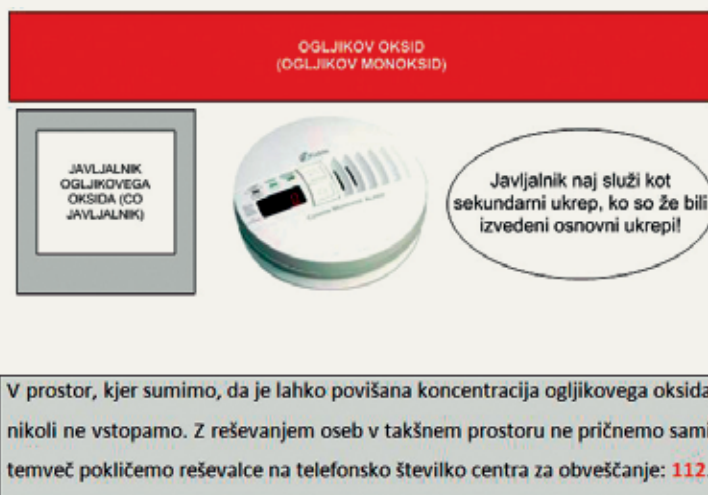 OGLJIKOV OKSID
(OGLJIKOV MONOKSID)
JAVLJALNIK
OGLJIKOVEGA
OKSIDA (CO
JAVLJALNIK)
Javljalnik naj služi kot
sekundarni ukrep, ko so že bili
izvedeni osnovni ukrepi!
V prostor, kjer sumimo, da je lahko povišana koncentracija ogljikovega oksida
nikoli ne vstopamo. Z reševanjem oseb v takšnem prostoru ne pričnemo sami
temveč pokličemo reševalce na telefonsko številko centra za obveščanje: 112.